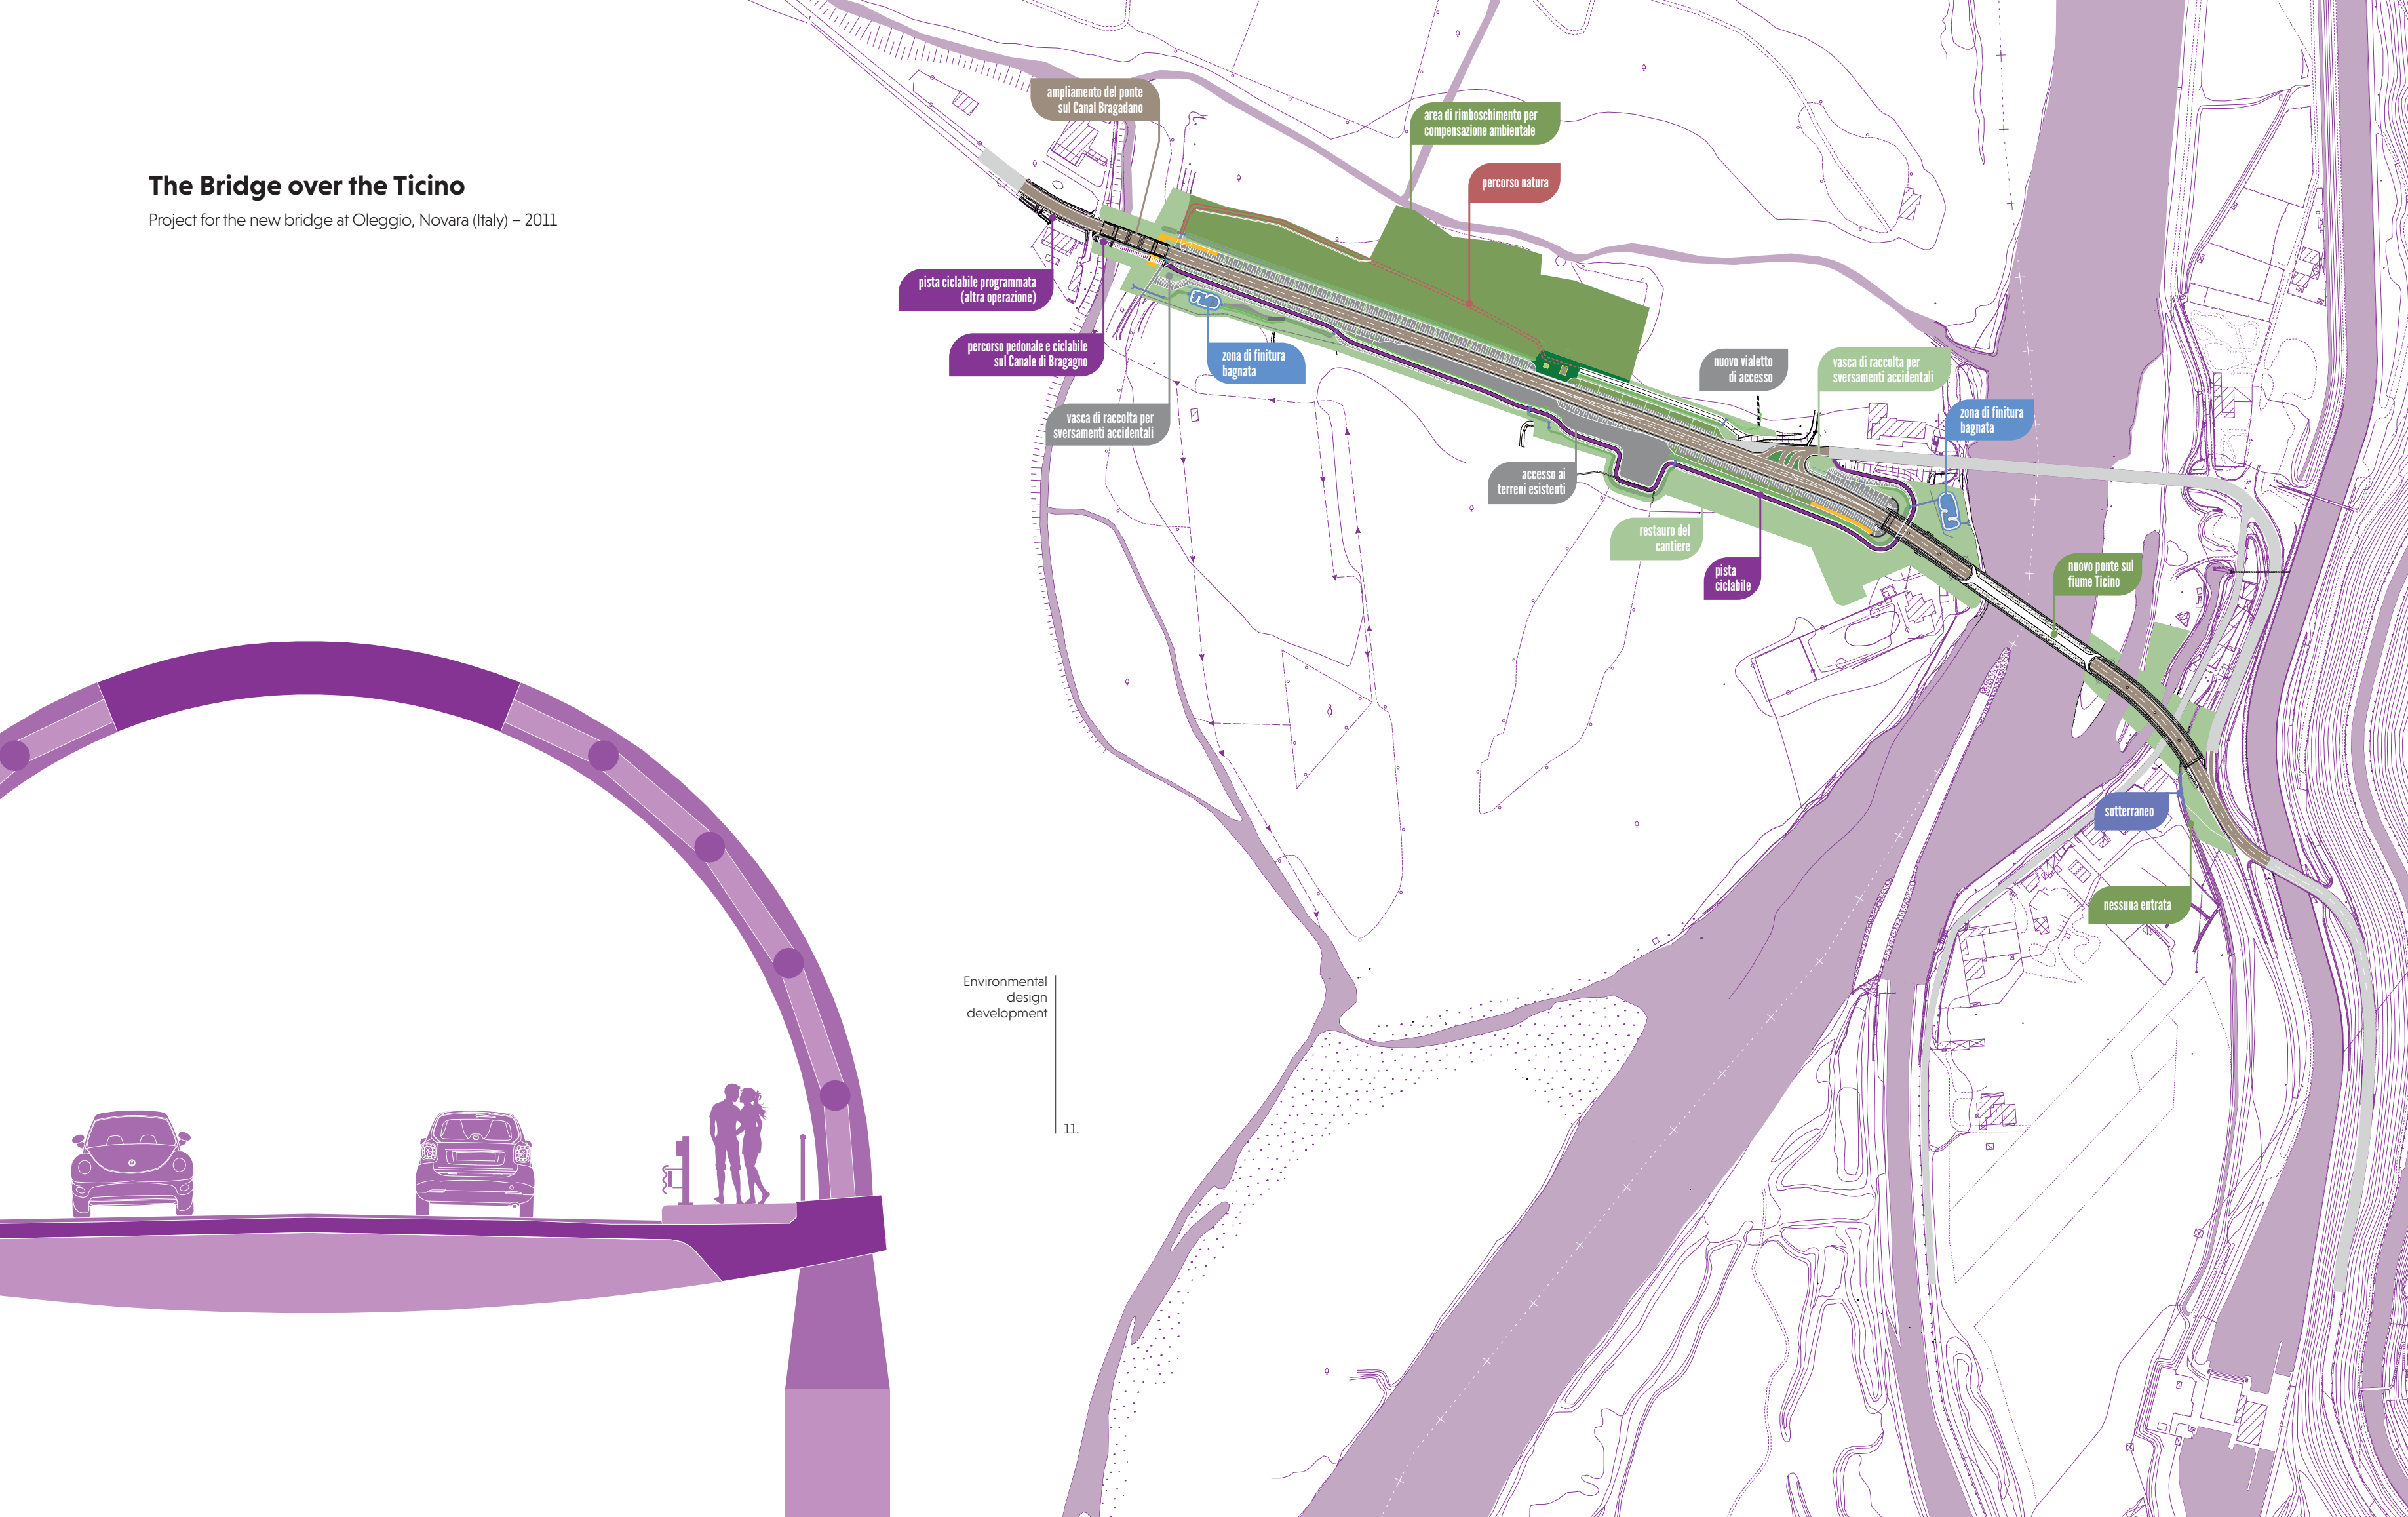 The Bridge over the Ticino
Project for the new bridge at Oleggio, Novara (Italy) – 2011
ampliamento del ponte
sul Canal Bragadano
area di rimboschimento per
compensazione ambientale
percorso natura
pista ciclabile programmata
(altra operazione)
percorso pedonale e ciclabile
sul Canale di Bragagno
zona di finitura
bagnata
nuovo vialetto
di accesso
vasca di raccolta per
sversamenti accidentali
vasca di raccolta per
sversamenti accidentali
zona di finitura
bagnata
accesso ai
terreni esistenti
restauro del
cantiere
pista
ciclabile
nuovo ponte sul
fiume Ticino
sotterraneo
nessuna entrata
Environmental
design
development
11.